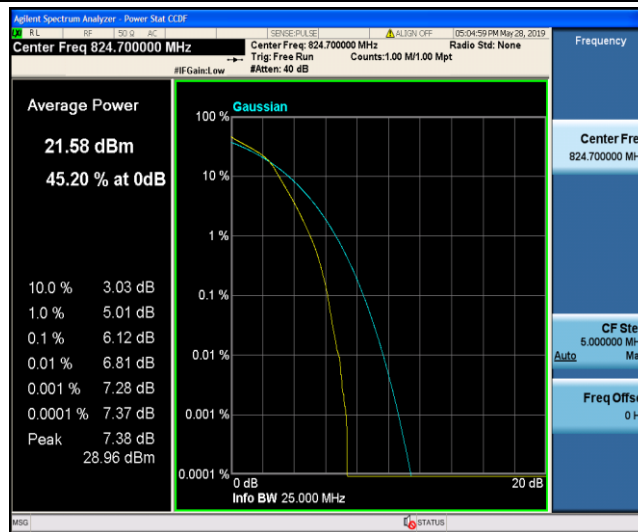 Agilent Spectrum Analyzer - Power Stat CCDF
RL RF 50 Ω AC SENSE:PULSE ALIGN OFF 05:04:59 PM May 28, 2019
Center Freq 824.700000 MHz
Center Freq: 824.700000 MHz Radio Std: None
Trig: Free Run Counts:1.00 M/1.00 Mpt
#IFGain:Low #Atten: 40 dB
Frequency
Average Power
21.58 dBm
45.20 % at 0dB
10.0 % 3.03 dB
1.0 % 5.01 dB
0.1 % 6.12 dB
0.01 % 6.81 dB
0.001 % 7.28 dB
0.0001 % 7.37 dB
Peak 7.38 dB
28.96 dBm
Gaussian
100 %
10 %
1 %
0.1 %
0.01 %
0.001 %
0.0001 %
0 dB 20 dB
Info BW 25.000 MHz
Center Fre
824.700000 MH
CF Ste
5.000000 MH
Auto Ma
Freq Offse
0 H
MSG STATUS